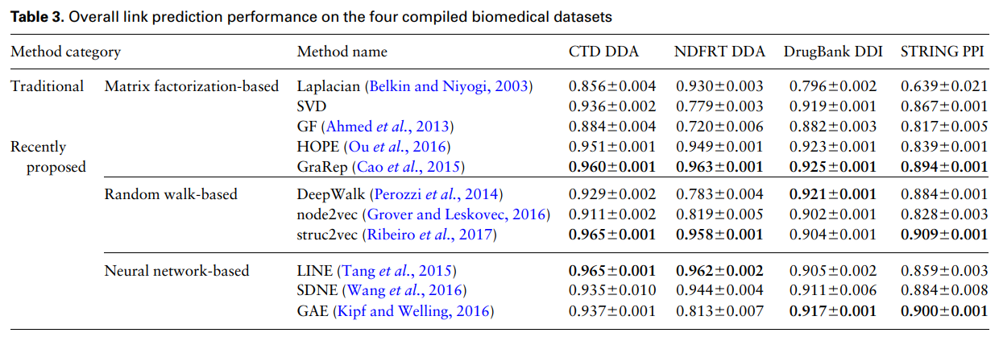 Table 3. Overall link prediction performance on the four compiled biomedical datasets
Method category Method name CTD DDA NDFRT DDA DrugBank DDI STRING PPI
Traditional Matrix factorization-based Laplacian (Belkin and Niyogi, 2003) 0.856±0.004 0.930±0.003 0.796±0.002 0.639±0.021
SVD 0.936±0.002 0.779±0.003 0.919±0.001 0.867±0.001
GF (Ahmed et al., 2013) 0.884±0.004 0.720±0.006 0.882±0.003 0.817±0.005
Recently HOPE (Ou et al., 2016) 0.951±0.001 0.949±0.001 0.923±0.001 0.839±0.001
proposed GraRep (Cao et al., 2015) 0.960±0.001 0.963±0.001 0.925±0.001 0.894±0.001
Random walk-based DeepWalk (Perozzi et al., 2014) 0.929±0.002 0.783±0.004 0.921±0.001 0.884±0.001
node2vec (Grover and Leskovec, 2016) 0.911±0.002 0.819±0.005 0.902±0.001 0.828±0.003
struc2vec (Ribeiro et al., 2017) 0.965±0.001 0.958±0.001 0.904±0.001 0.909±0.001
Neural network-based LINE (Tang et al., 2015) 0.965±0.001 0.962±0.002 0.905±0.002 0.859±0.003
SDNE (Wang et al., 2016) 0.935±0.010 0.944±0.004 0.911±0.006 0.884±0.008
GAE (Kipf and Welling, 2016) 0.937±0.001 0.813±0.007 0.917±0.001 0.900±0.001